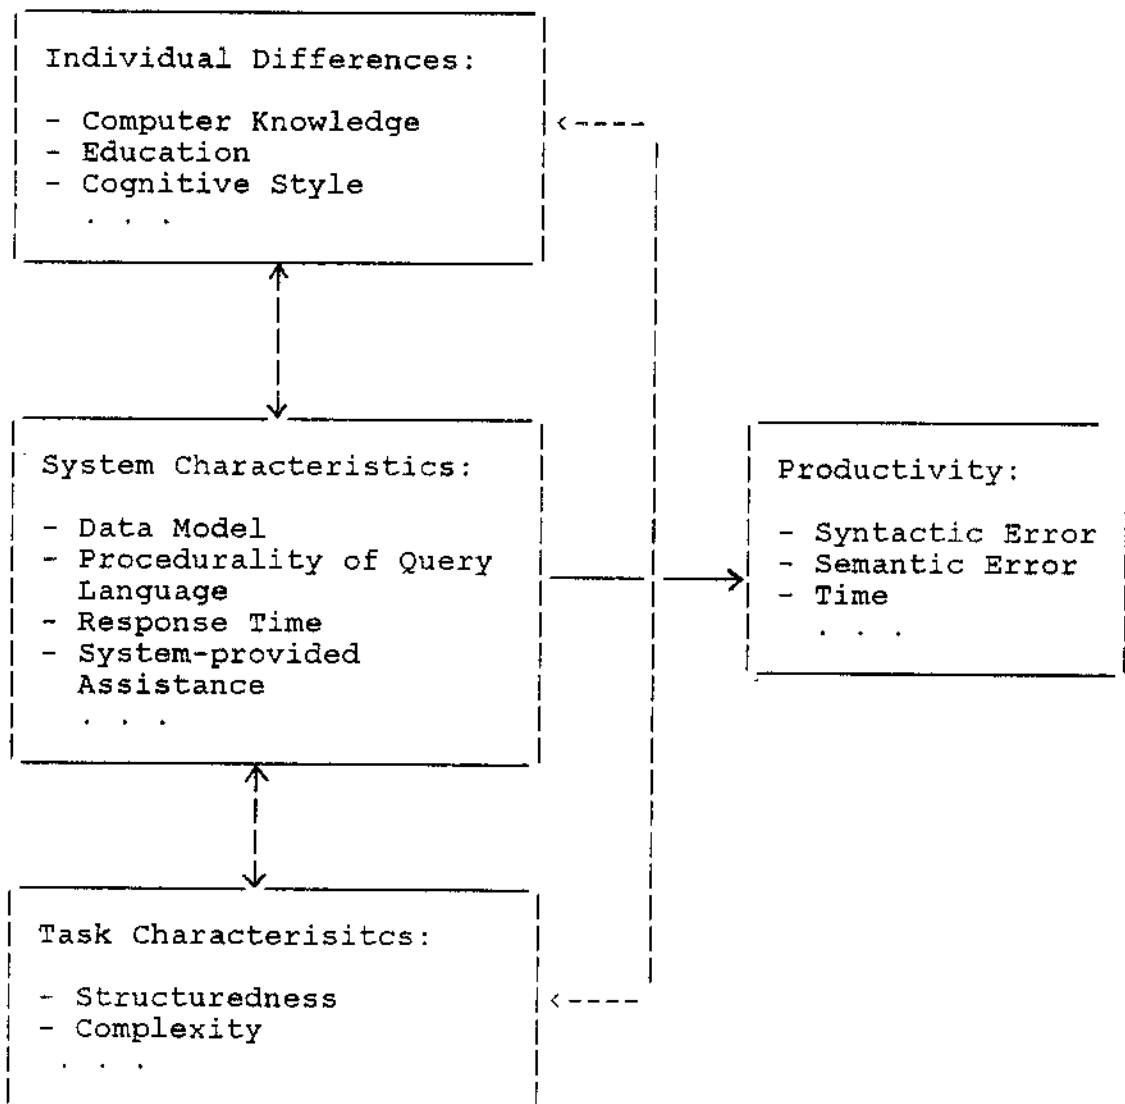 Individual Differences:
- Computer Knowledge
- Education
- Cognitive Style
. . .
System Characteristics:
- Data Model
- Procedurality of Query
Language
- Response Time
- System-provided
Assistance
. . .
Productivity:
- Syntactic Error
- Semantic Error
- Time
. . .
Task Characterisitcs:
- Structuredness
- Complexity
. . .